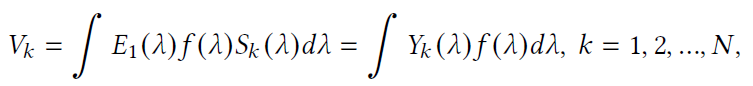 V_k = ∫ E_1(λ)f(λ)S_k(λ)dλ = ∫ Y_k(λ)f(λ)dλ, k = 1, 2, ..., N,